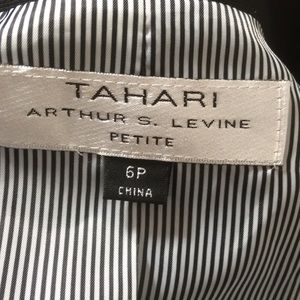 TAHARI
ARTHUR S. LEVINE
PETITE
6P
CHINA